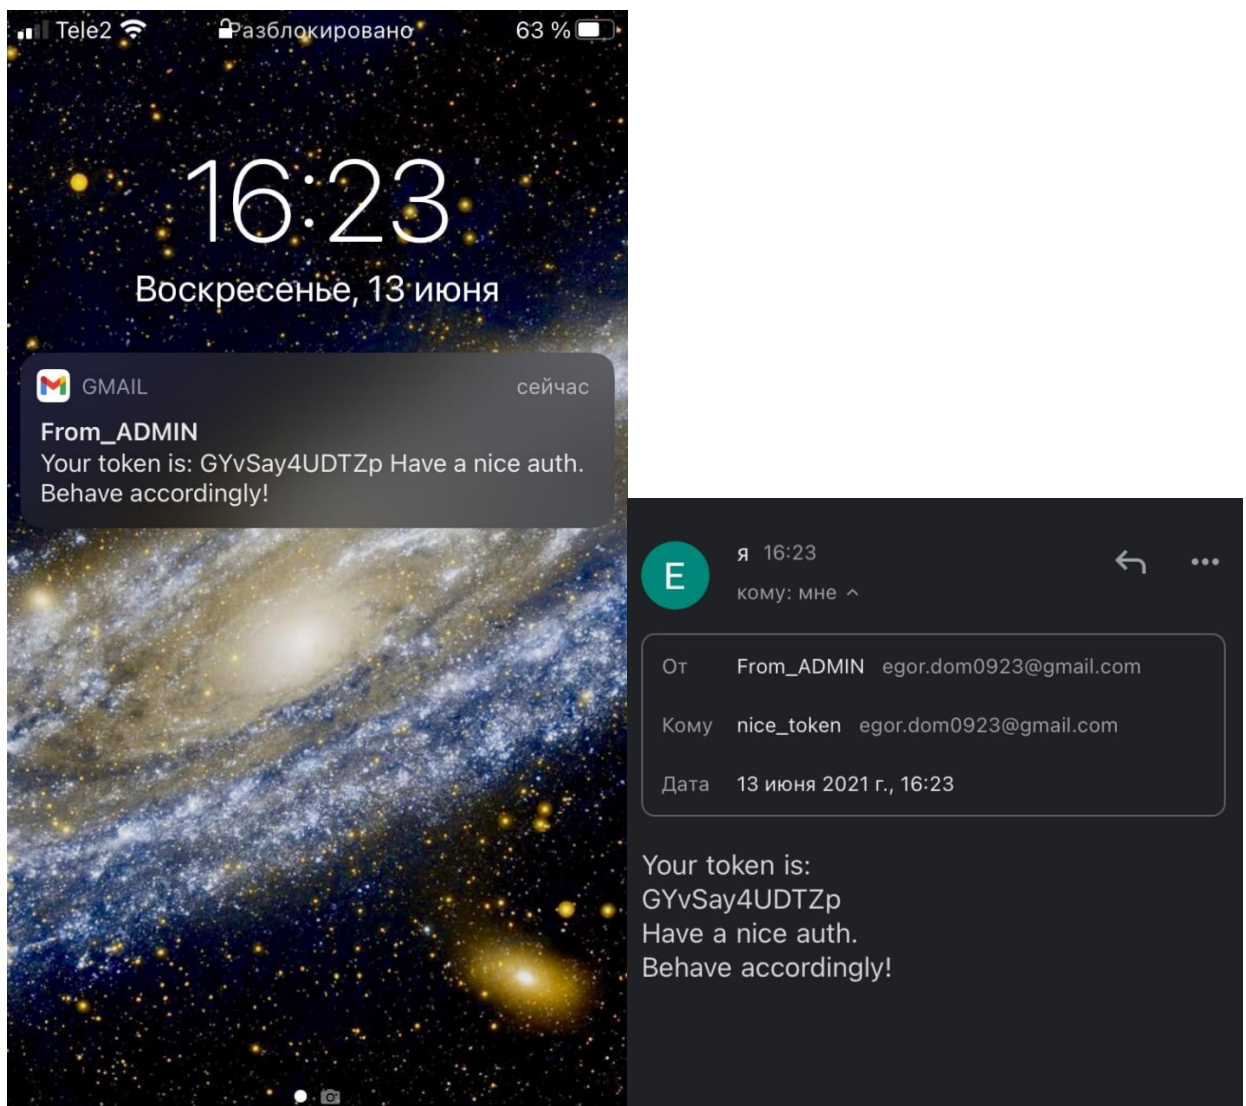 Tele2 Разблокировано 63 %
16:23
Воскресенье, 13 июня
GMAIL сейчас
From_ADMIN
Your token is: GYvSay4UDTZp Have a nice auth.
Behave accordingly!
E
я 16:23
кому: мне
От From_ADMIN egor.dom0923@gmail.com
Кому nice_token egor.dom0923@gmail.com
Дата 13 июня 2021 г., 16:23
Your token is:
GYvSay4UDTZp
Have a nice auth.
Behave accordingly!